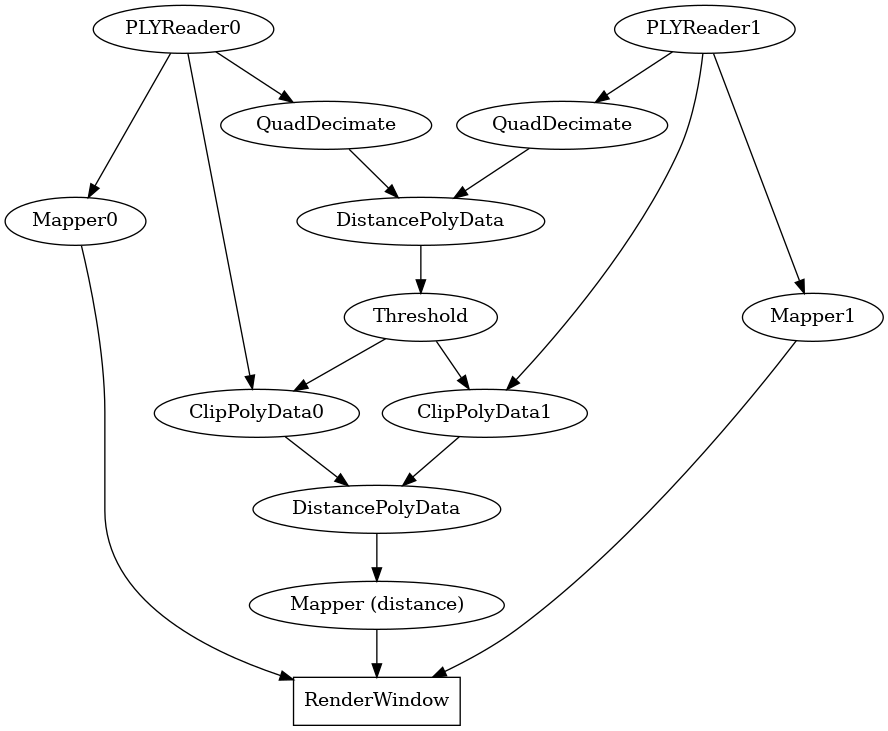 PLYReader0
PLYReader1
QuadDecimate
QuadDecimate
Mapper0
DistancePolyData
Threshold
Mapper1
ClipPolyData0
ClipPolyData1
DistancePolyData
Mapper (distance)
RenderWindow